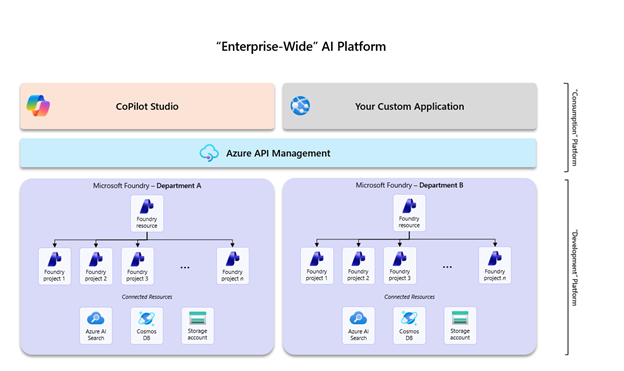 “Enterprise-Wide” AI Platform
CoPilot Studio
Your Custom Application
Azure API Management
"Consumption" Platform
Microsoft Foundry – Department A
Foundry
resource
Foundry
project 1
Foundry
project 2
Foundry
project 3
...
Foundry
project n
Connected Resources
Azure AI
Search
Cosmos
DB
Storage
account
Microsoft Foundry – Department B
Foundry
resource
Foundry
project 1
Foundry
project 2
Foundry
project 3
...
Foundry
project n
Connected Resources
Azure AI
Search
Cosmos
DB
Storage
account
"Development" Platform